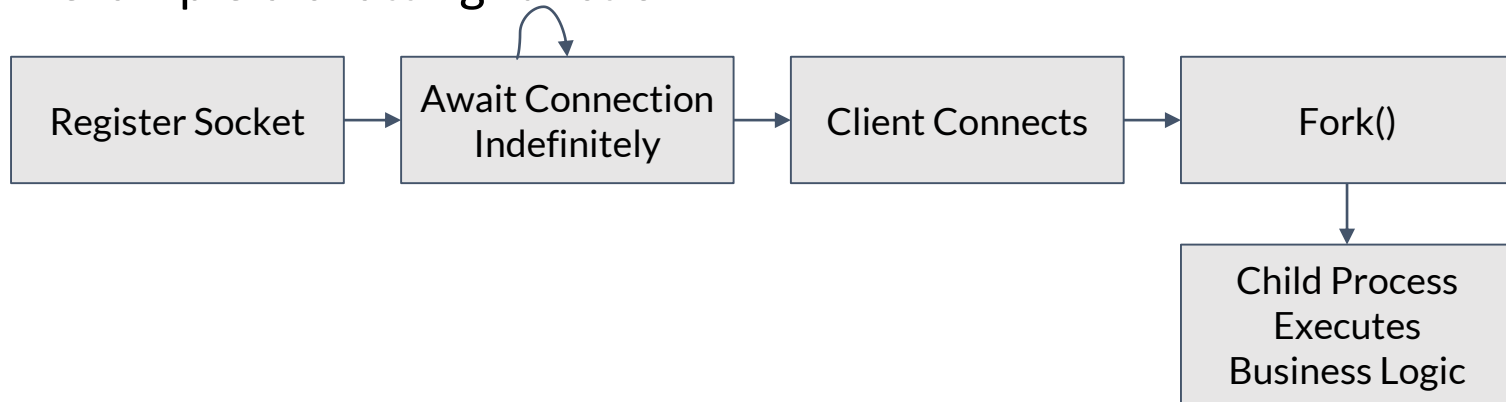 Register Socket
Await Connection
Indefinitely
Client Connects
Fork()
Child Process
Executes
Business Logic